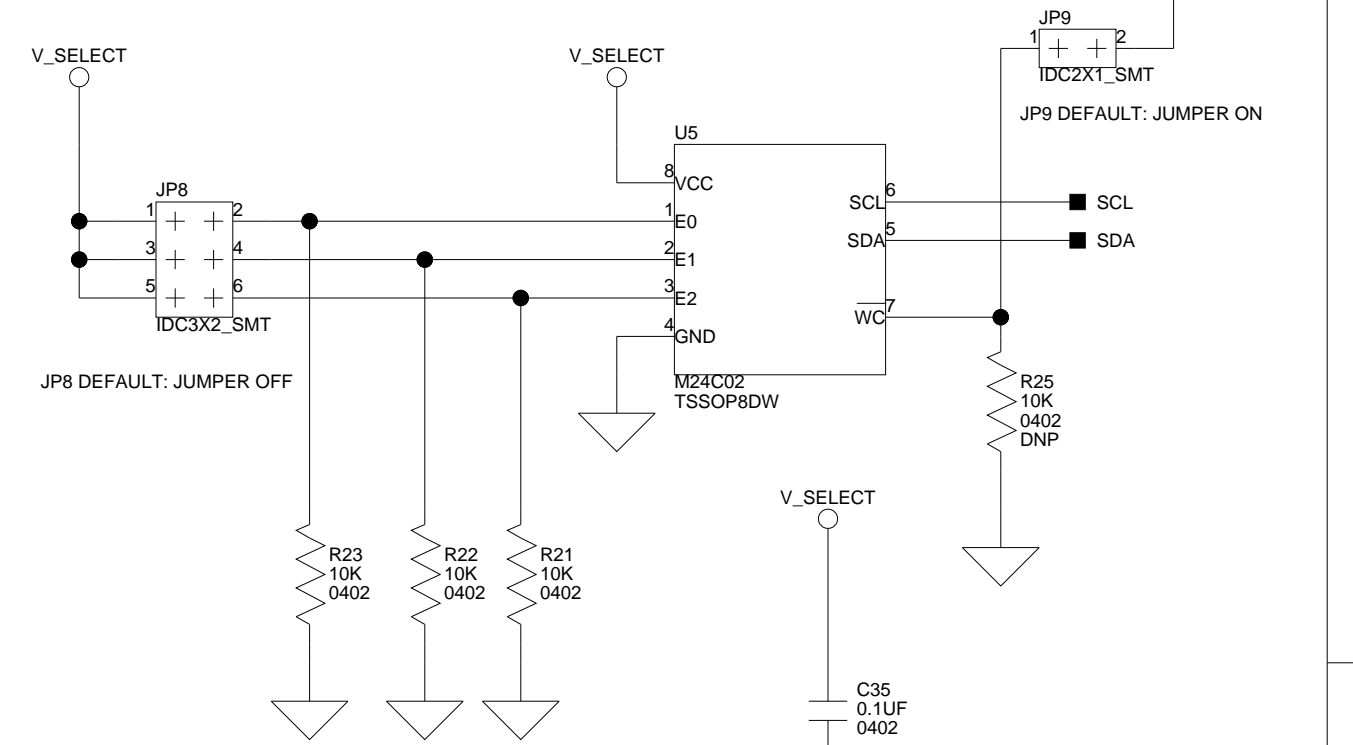 JP9
1
2
IDC2X1_SMT
JP9 DEFAULT: JUMPER ON
V_SELECT
V_SELECT
U5
8
VCC
1
E0
2
E1
3
E2
4
GND
6
SCL
5
SDA
7
WC
SCL
SDA
M24C02
TSSOP8DW
JP8
1
2
3
4
5
6
IDC3X2_SMT
JP8 DEFAULT: JUMPER OFF
R25
10K
0402
DNP
V_SELECT
R23
10K
0402
R22
10K
0402
R21
10K
0402
C35
0.1UF
0402